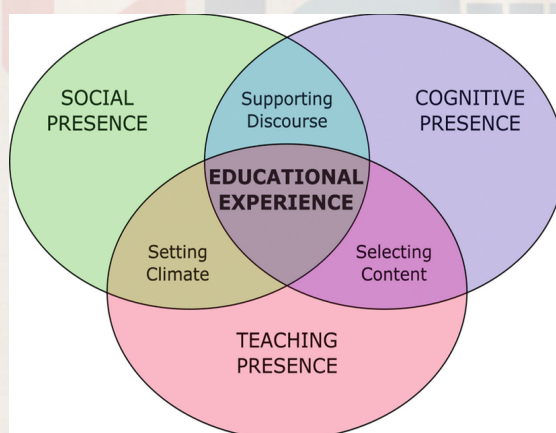 SOCIAL
PRESENCE
Supporting
Discourse
COGNITIVE
PRESENCE
EDUCATIONAL
EXPERIENCE
Setting
Climate
Selecting
Content
TEACHING
PRESENCE